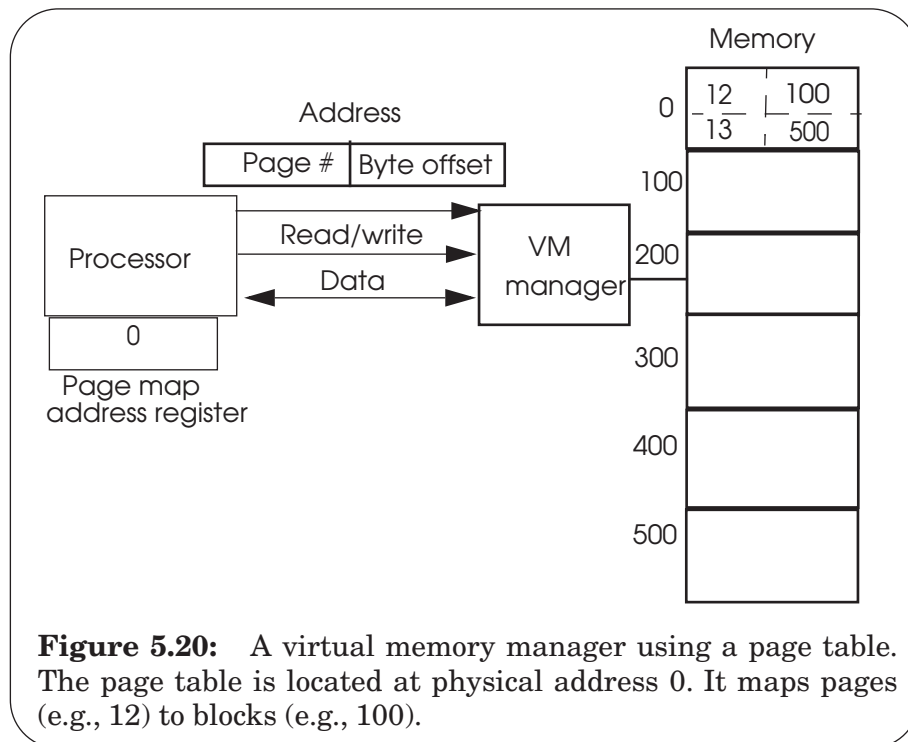 Memory
0
12 100
13 500
Address
Page # Byte offset
100
Read/write
200
Processor
VM
manager
Data
0
300
Page map
address register
400
500
Figure 5.20: A virtual memory manager using a page table.
The page table is located at physical address 0. It maps pages
(e.g., 12) to blocks (e.g., 100).